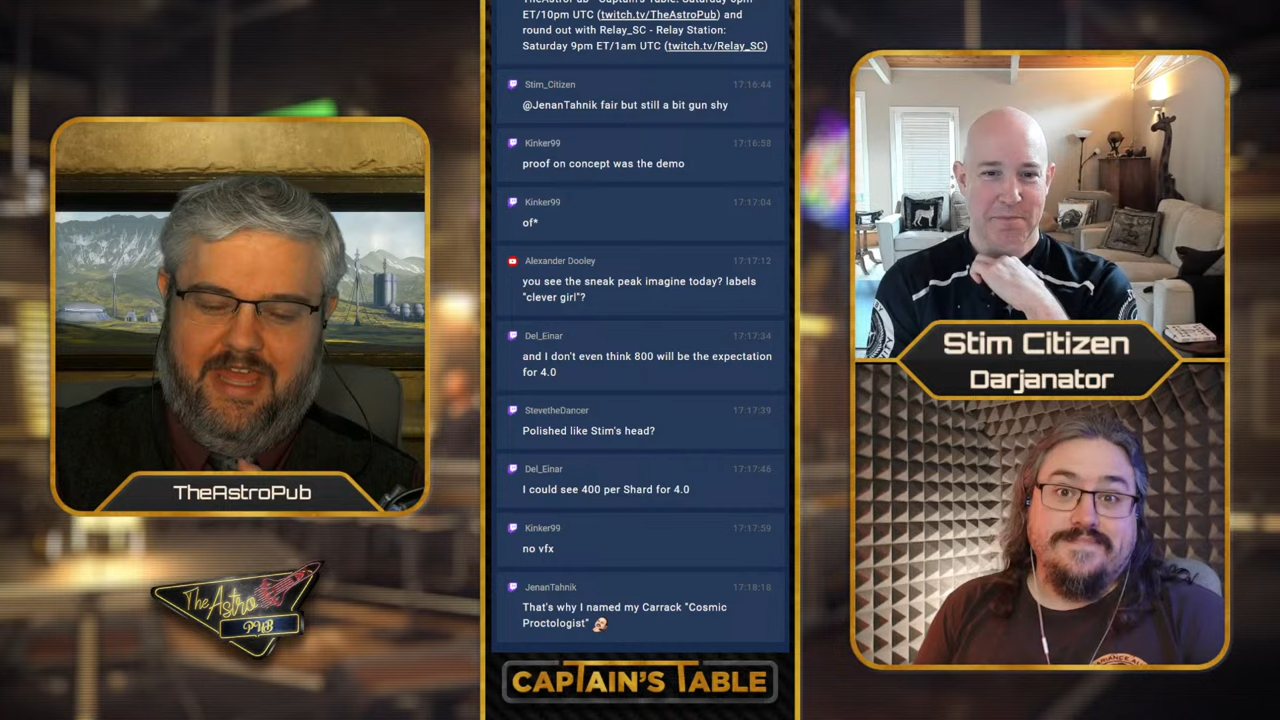 ET/10pm UTC (twitch.tv/TheAstroPub) and
round out with Relay_SC - Relay Station:
Saturday 9pm ET/1am UTC (twitch.tv/Relay_SC)
Stim_Citizen 17:16:44
@JenanTahnik fair but still a bit gun shy
Kinker99 17:16:58
proof on concept was the demo
Kinker99 17:17:04
of*
Alexander Dooley 17:17:12
you see the sneak peak imagine today? labels
"clever girl"?
Del_Einar 17:17:34
and I don't even think 800 will be the expectation
for 4.0
StevetheDancer 17:17:39
Polished like Stim's head?
Del_Einar 17:17:46
I could see 400 per Shard for 4.0
Kinker99 17:17:59
no vfx
JenanTahnik 17:18:18
That's why I named my Carrack "Cosmic
Proctologist"
CAPTAIN'S TABLE
TheAstroPub
The Astro
PUB
Stim Citizen
Darjanator